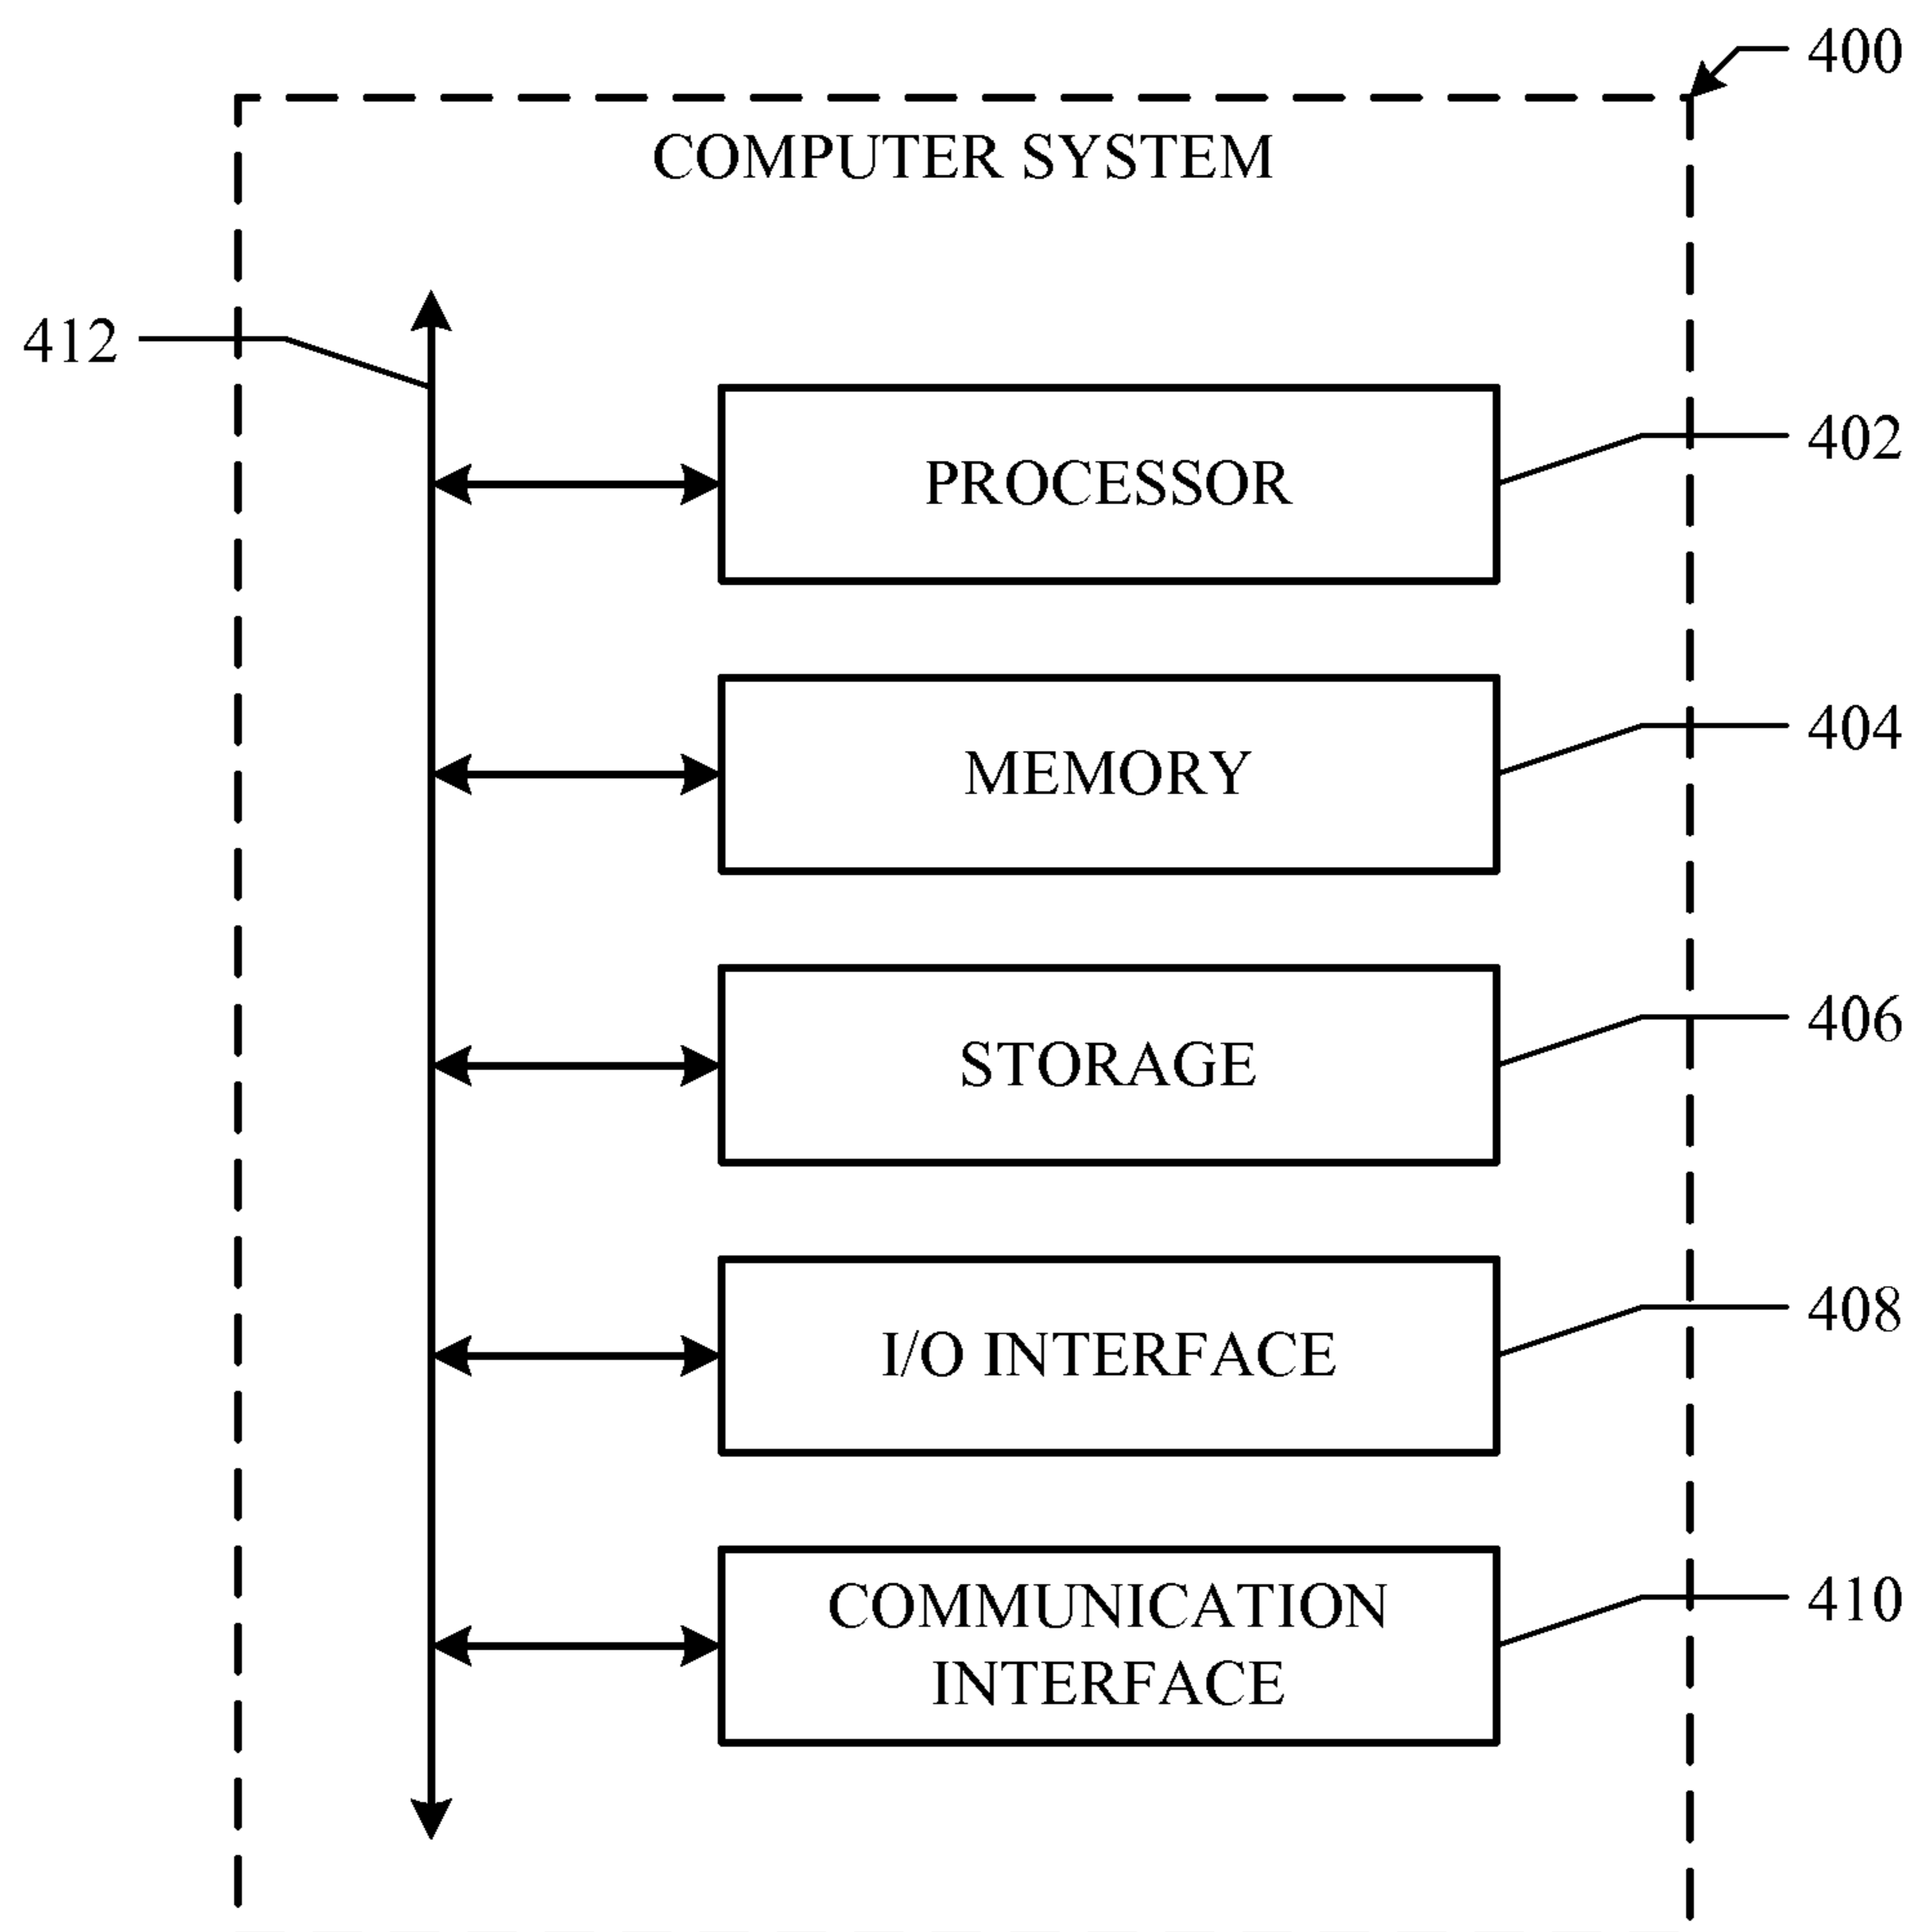 400
COMPUTER SYSTEM
412
402
PROCESSOR
404
MEMORY
406
STORAGE
408
I/O INTERFACE
410
COMMUNICATION
INTERFACE